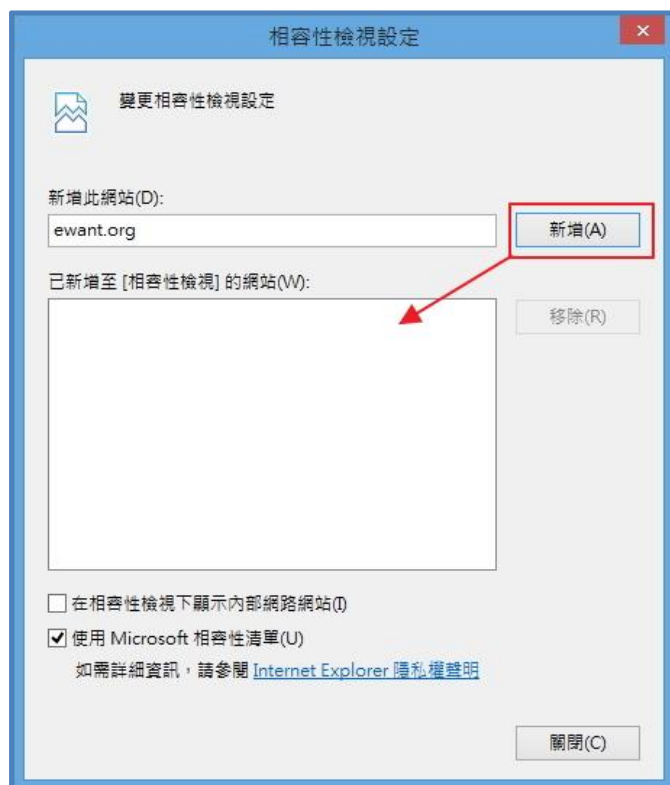 相容性檢視設定
變更相容性檢視設定
新增此網站(D):
ewant.org
新增(A)
已新增至 [相容性檢視] 的網站(W):
移除(R)
在相容性檢視下顯示內部網路網站(I)
使用 Microsoft 相容性清單(U)
如需詳細資訊，請參閱 Internet Explorer 隱私權聲明
關閉(C)